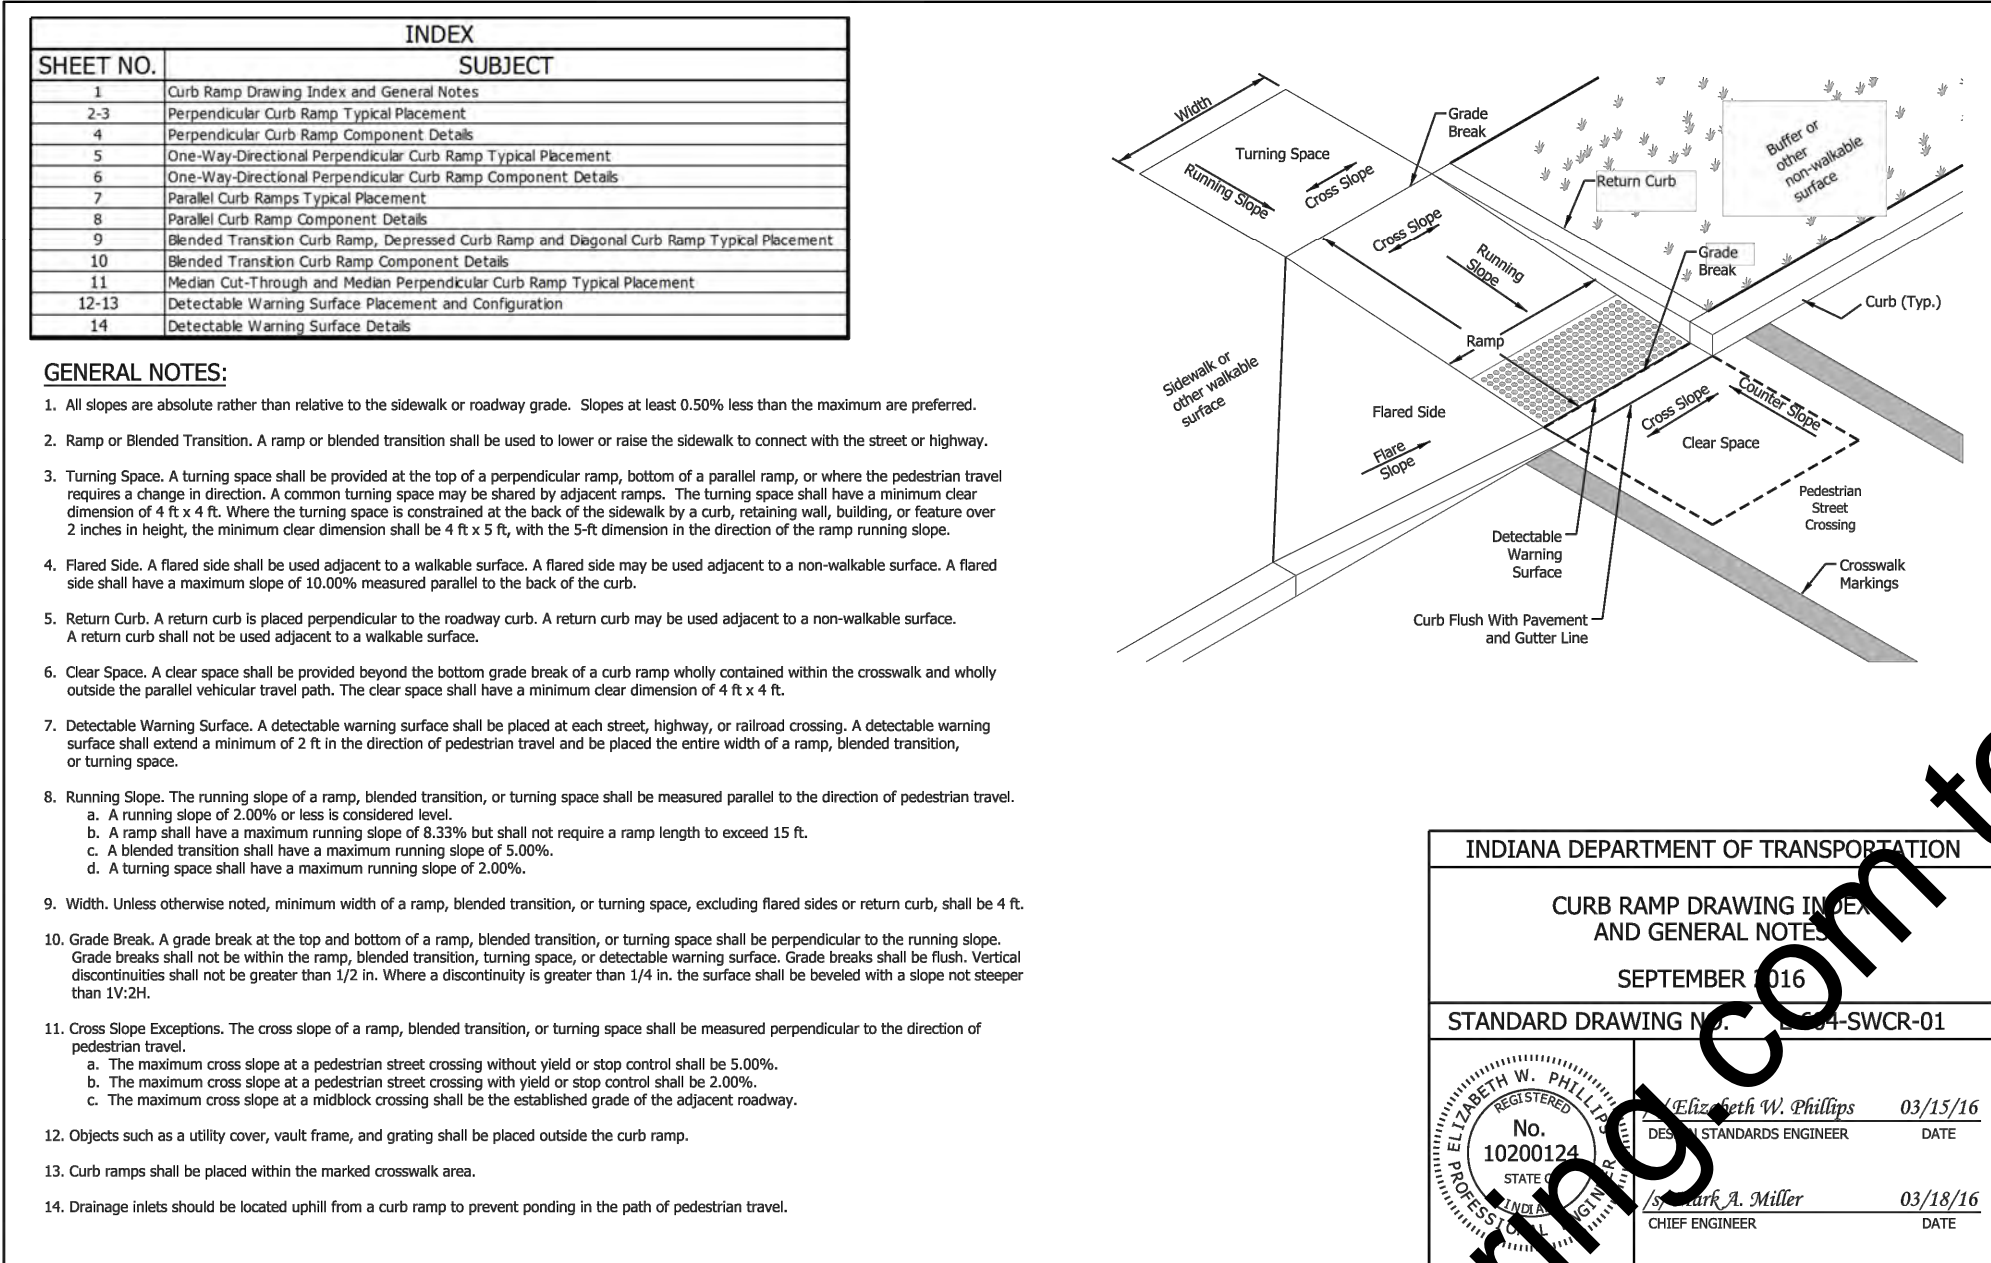 INDEX
SHEET NO. SUBJECT
1 Curb Ramp Drawing Index and General Notes
2-3 Perpendicular Curb Ramp Typical Placement
4 Perpendicular Curb Ramp Component Details
5 One-Way-Directional Perpendicular Curb Ramp Typical Placement
6 One-Way-Directional Perpendicular Curb Ramp Component Details
7 Parallel Curb Ramps Typical Placement
8 Parallel Curb Ramp Component Details
9 Blended Transition Curb Ramp, Depressed Curb Ramp and Diagonal Curb Ramp Typical Placement
10 Blended Transition Curb Ramp Component Details
11 Median Cut-Through and Median Perpendicular Curb Ramp Typical Placement
12-13 Detectable Warning Surface Placement and Configuration
14 Detectable Warning Surface Details
GENERAL NOTES:
1. All slopes are absolute rather than relative to the sidewalk or roadway grade. Slopes at least 0.50% less than the maximum are preferred.
2. Ramp or Blended Transition. A ramp or blended transition shall be used to lower or raise the sidewalk to connect with the street or highway.
3. Turning Space. A turning space shall be provided at the top of a perpendicular ramp, bottom of a parallel ramp, or where the pedestrian travel
requires a change in direction. A common turning space may be shared by adjacent ramps. The turning space shall have a minimum clear
dimension of 4 ft x 4 ft. Where the turning space is constrained at the back of the sidewalk by a curb, retaining wall, building, or feature over
2 inches in height, the minimum clear dimension shall be 4 ft x 5 ft, with the 5-ft dimension in the direction of the ramp running slope.
4. Flared Side. A flared side shall be used adjacent to a walkable surface. A flared side may be used adjacent to a non-walkable surface. A flared
side shall have a maximum slope of 10.00% measured parallel to the back of the curb.
5. Return Curb. A return curb is placed perpendicular to the roadway curb. A return curb may be used adjacent to a non-walkable surface.
A return curb shall not be used adjacent to a walkable surface.
6. Clear Space. A clear space shall be provided beyond the bottom grade break of a curb ramp wholly contained within the crosswalk and wholly
outside the parallel vehicular travel path. The clear space shall have a minimum clear dimension of 4 ft x 4 ft.
7. Detectable Warning Surface. A detectable warning surface shall be placed at each street, highway, or railroad crossing. A detectable warning
surface shall extend a minimum of 2 ft in the direction of pedestrian travel and be placed the entire width of a ramp, blended transition,
or turning space.
8. Running Slope. The running slope of a ramp, blended transition, or turning space shall be measured parallel to the direction of pedestrian travel.
a. A running slope of 2.00% or less is considered level.
b. A ramp shall have a maximum running slope of 8.33% but shall not require a ramp length to exceed 15 ft.
c. A blended transition shall have a maximum running slope of 5.00%.
d. A turning space shall have a maximum running slope of 2.00%.
9. Width. Unless otherwise noted, minimum width of a ramp, blended transition, or turning space, excluding flared sides or return curb, shall be 4 ft.
10. Grade Break. A grade break at the top and bottom of a ramp, blended transition, or turning space shall be perpendicular to the running slope.
Grade breaks shall not be within the ramp, blended transition, turning space, or detectable warning surface. Grade breaks shall be flush. Vertical
discontinuities shall not be greater than 1/2 in. Where a discontinuity is greater than 1/4 in. the surface shall be beveled with a slope not steeper
than 1V:2H.
11. Cross Slope Exceptions. The cross slope of a ramp, blended transition, or turning space shall be measured perpendicular to the direction of
pedestrian travel.
a. The maximum cross slope at a pedestrian street crossing without yield or stop control shall be 5.00%.
b. The maximum cross slope at a pedestrian street crossing with yield or stop control shall be 2.00%.
c. The maximum cross slope at a midblock crossing shall be the established grade of the adjacent roadway.
12. Objects such as a utility cover, vault frame, and grating shall be placed outside the curb ramp.
13. Curb ramps shall be placed within the marked crosswalk area.
14. Drainage inlets should be located uphill from a curb ramp to prevent ponding in the path of pedestrian travel.
Width
Turning Space
Running Slope
Cross Slope
Grade
Break
Return Curb
Buffer or
other
non-walkable
surface
Cross Slope
Running
Slope
Grade
Break
Curb (Typ.)
Ramp
Sidewalk or
other walkable
surface
Flared Side
Flare
Slope
Cross Slope
Counter Slope
Clear Space
Pedestrian
Street
Crossing
Detectable
Warning
Surface
Crosswalk
Markings
Curb Flush With Pavement
and Gutter Line
INDIANA DEPARTMENT OF TRANSPORTATION
CURB RAMP DRAWING INDEX
AND GENERAL NOTES
SEPTEMBER 2016
STANDARD DRAWING NO. E 604-SWCR-01
ELIZABETH W. PHILLIPS
REGISTERED
No.
10200124
STATE OF
INDIANA
PROFESSIONAL ENGINEER
/s/ Elizabeth W. Phillips 03/15/16
DESIGN STANDARDS ENGINEER DATE
/s/ Mark A. Miller 03/18/16
CHIEF ENGINEER DATE
ring.com to